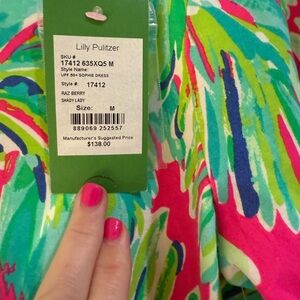 Lilly Pulitzer
SKU #
17412 635XQ5 M
Style Name:
UPF 50+ SOPHIE DRESS
Style #: 17412
RAZ BERRY
SHADY LADY
Size: M
889069 252557
Manufacturer's Suggested Price
$138.00